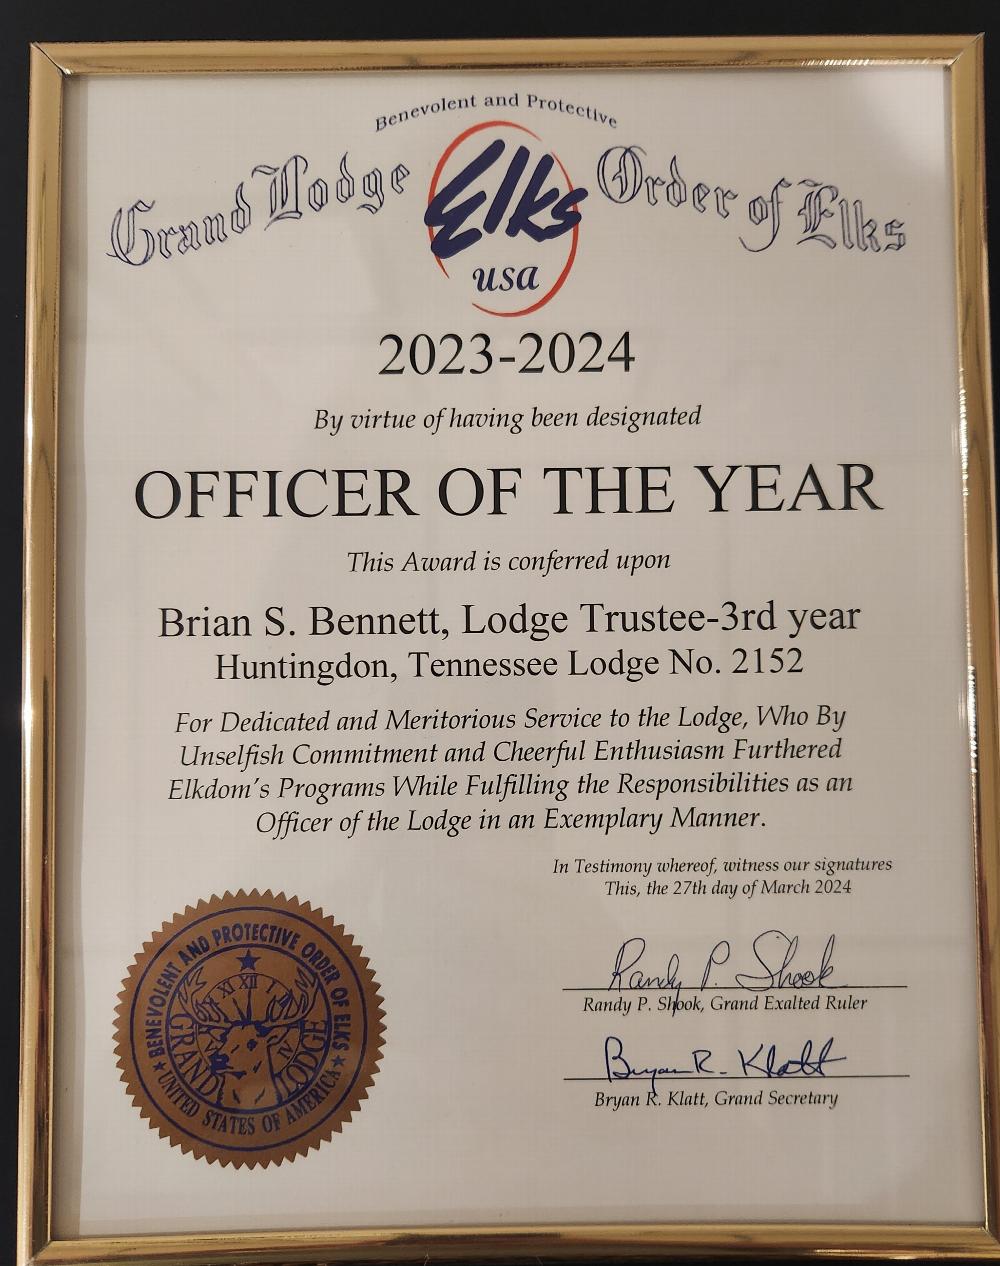 Benevolent and Protective
Grand Lodge Elks usa Order of Elks
2023-2024
By virtue of having been designated
OFFICER OF THE YEAR
This Award is conferred upon
Brian S. Bennett, Lodge Trustee-3rd year
Huntingdon, Tennessee Lodge No. 2152
For Dedicated and Meritorious Service to the Lodge, Who By
Unselfish Commitment and Cheerful Enthusiasm Furthered
Elkdom's Programs While Fulfilling the Responsibilities as an
Officer of the Lodge in an Exemplary Manner.
In Testimony whereof, witness our signatures
This, the 27th day of March 2024
Randy P. Shook
Randy P. Shook, Grand Exalted Ruler
Bryan R. Klatt
Bryan R. Klatt, Grand Secretary
BENEVOLENT AND PROTECTIVE ORDER OF ELKS
XI XII I
IV
GRAND LODGE
UNITED STATES OF AMERICA